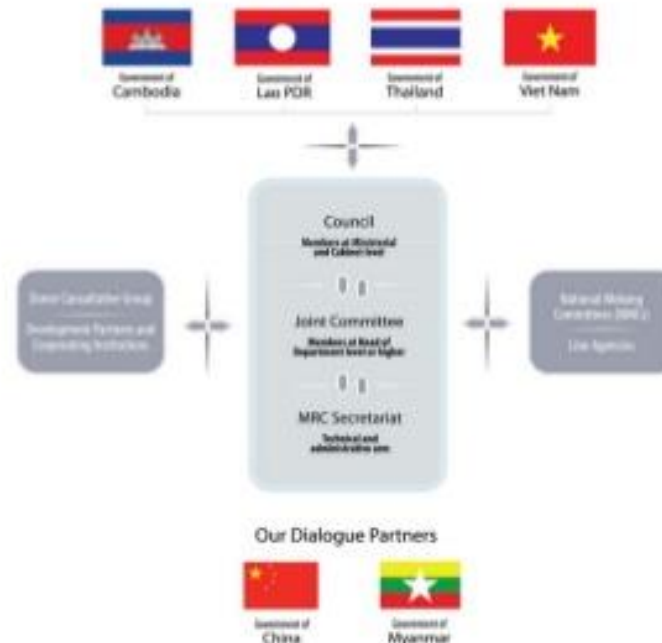 Government of
Cambodia
Government of
Lao PDR
Government of
Thailand
Government of
Viet Nam
Council
Members at Ministerial
and Cabinet level
Joint Committee
Members at Head of
Department level or higher
MRC Secretariat
Technical and
administrative arm
Donor Consultative Group
Development Partners and
Cooperating Institutions
National Mekong
Committees (NMCs)
Line Agencies
Our Dialogue Partners
Government of
China
Government of
Myanmar